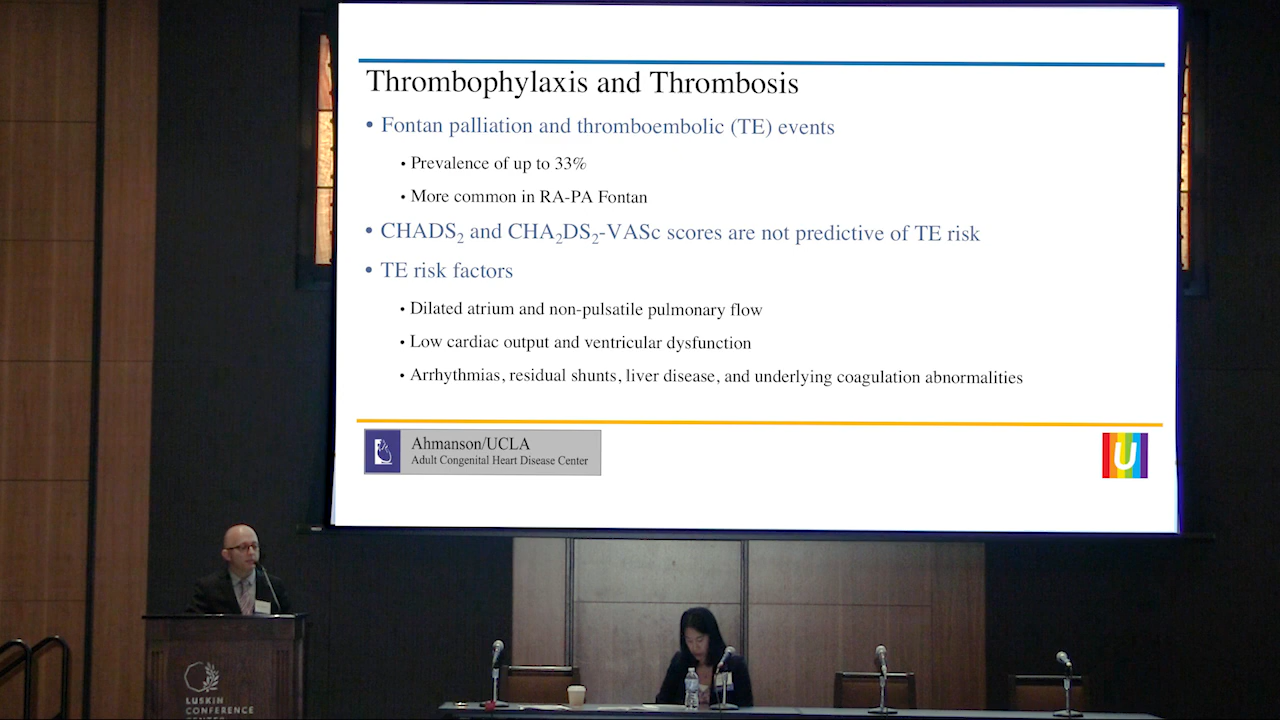 Thrombophylaxis and Thrombosis
• Fontan palliation and thromboembolic (TE) events
• Prevalence of up to 33%
• More common in RA-PA Fontan
• CHADS₂ and CHA₂DS₂-VASc scores are not predictive of TE risk
• TE risk factors
• Dilated atrium and non-pulsatile pulmonary flow
• Low cardiac output and ventricular dysfunction
• Arrhythmias, residual shunts, liver disease, and underlying coagulation abnormalities
Ahmanson/UCLA
Adult Congenital Heart Disease Center
U
LUSKIN
CONFERENCE
CENTER